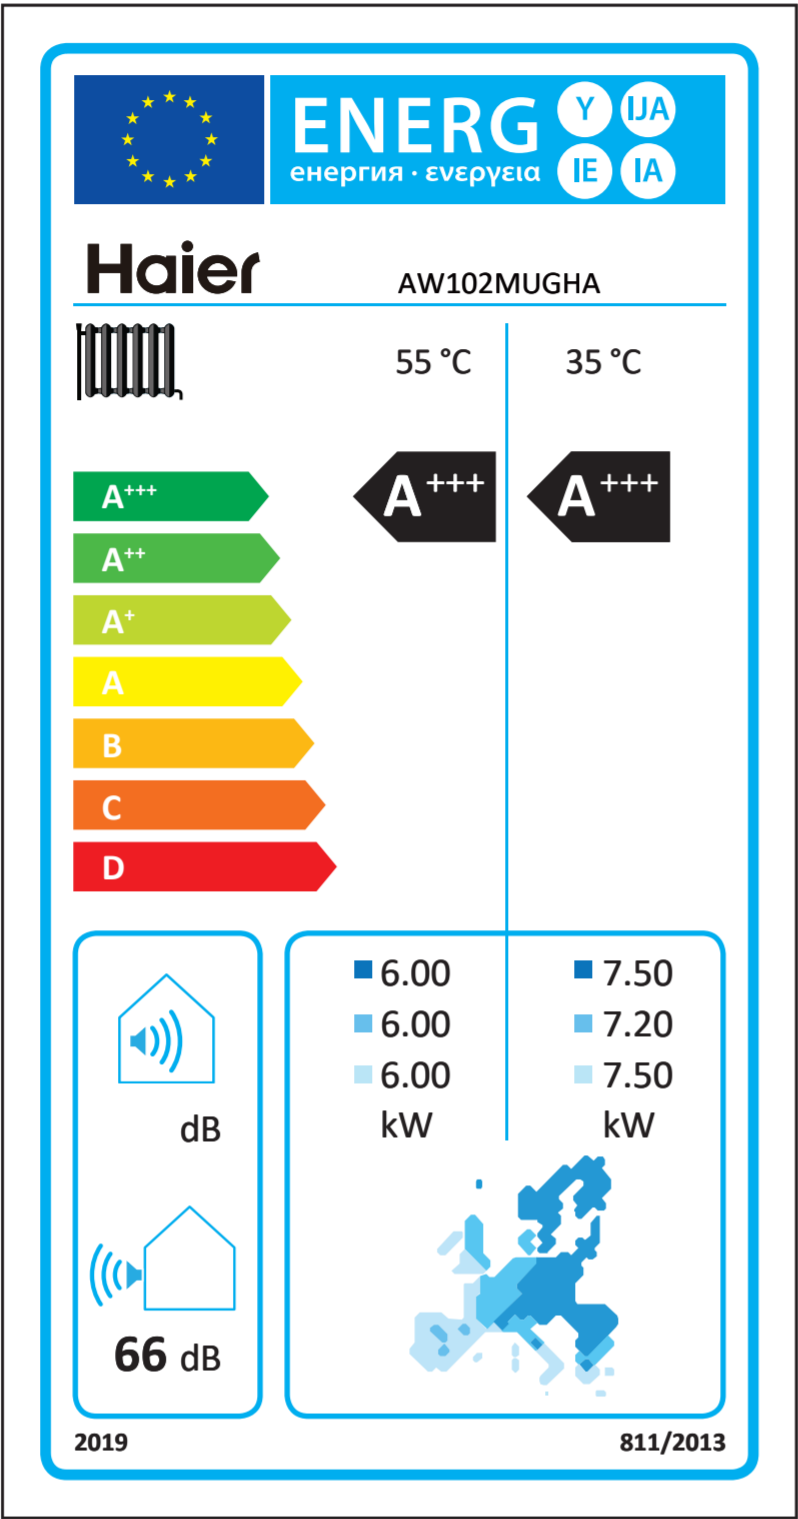 ENERG
енергия · ενεργεια
Y IJA
IE IA
Haier
AW102MUGHA
55 °C 35 °C
A+++ A+++ A+++
A++
A+
A
B
C
D
6.00 7.50
6.00 7.20
6.00 7.50
kW kW
dB
66 dB
2019 811/2013